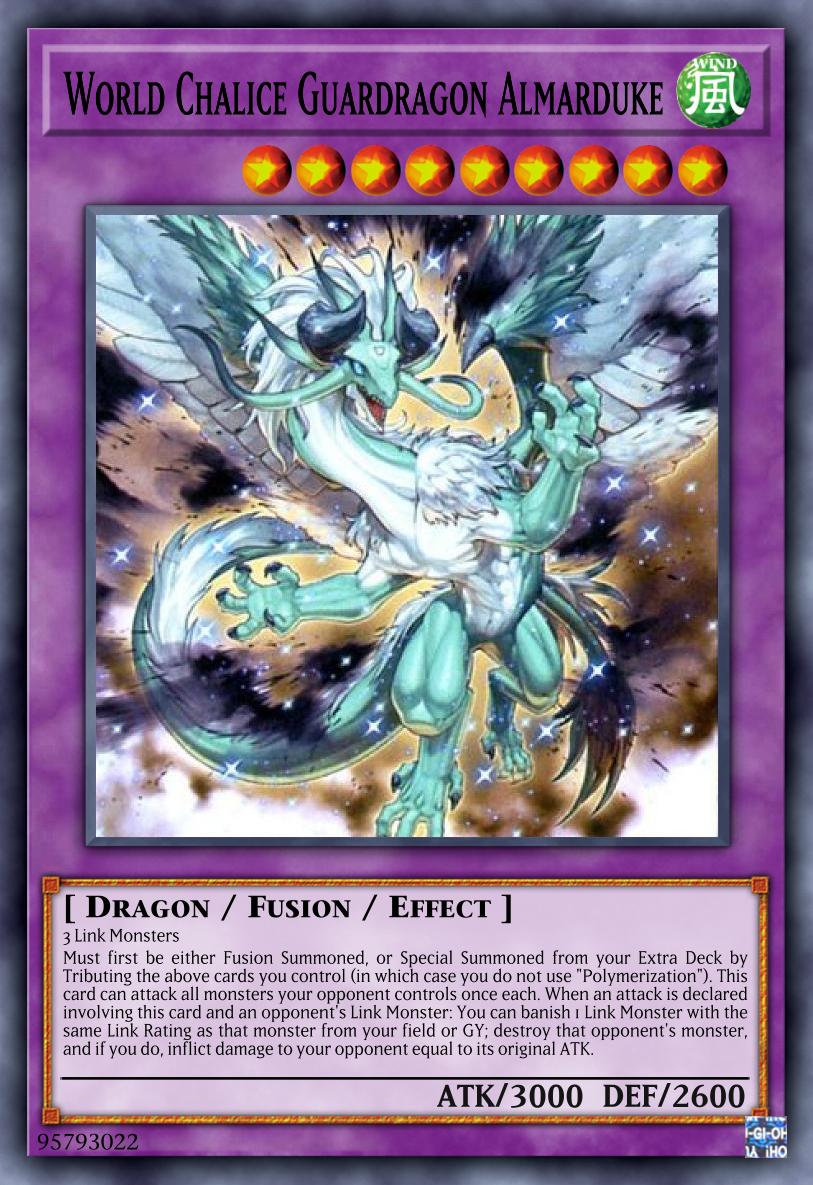 World Chalice Guardragon Almarduke
WIND
風
[ Dragon / Fusion / Effect ]
3 Link Monsters
Must first be either Fusion Summoned, or Special Summoned from your Extra Deck by
Tributing the above cards you control (in which case you do not use "Polymerization"). This
card can attack all monsters your opponent controls once each. When an attack is declared
involving this card and an opponent's Link Monster: You can banish 1 Link Monster with the
same Link Rating as that monster from your field or GY; destroy that opponent's monster,
and if you do, inflict damage to your opponent equal to its original ATK.
ATK/3000 DEF/2600
95793022